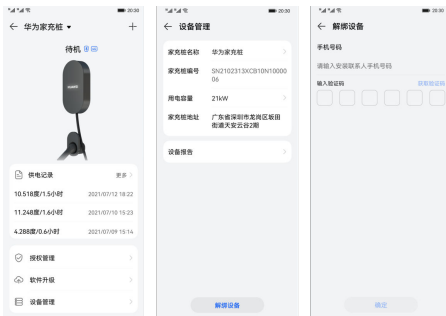 20:30
华为家充桩
待机
HUAWEI
供电记录
更多
10.518度/1.5小时
2021/07/12 18:22
11.248度/1.6小时
2021/07/10 15:23
4.288度/0.6小时
2021/07/09 15:14
授权管理
软件升级
设备管理
20:30
设备管理
家充桩名称
华为家充桩
家充桩编号
SN2102313XCB10N10000
06
用电容量
21kW
家充桩地址
广东省深圳市龙岗区坂田
街道天安云谷2期
设备报告
解绑设备
20:30
解绑设备
手机号码
请输入安装联系人手机号码
输入验证码
获取验证码
确定